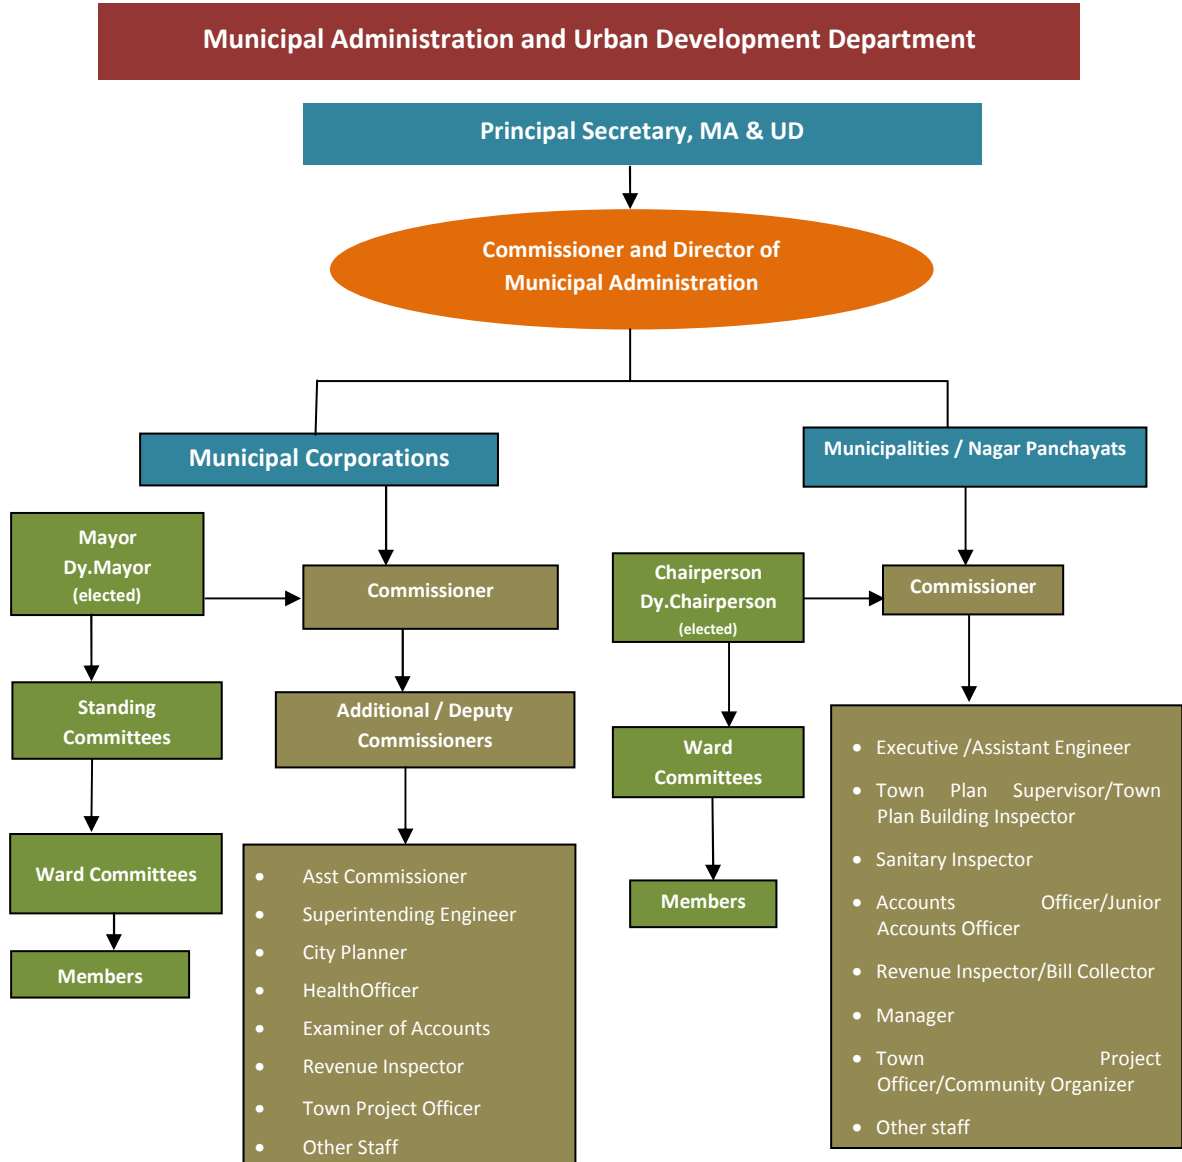 Municipal Administration and Urban Development Department
Principal Secretary, MA & UD
Commissioner and Director of
Municipal Administration
Municipal Corporations
Municipalities / Nagar Panchayats
Mayor
Dy.Mayor
(elected)
Commissioner
Chairperson
Dy.Chairperson
(elected)
Commissioner
Standing
Committees
Additional / Deputy
Commissioners
Ward
Committees
Ward Committees
Members
Members
• Asst Commissioner
• Superintending Engineer
• City Planner
• HealthOfficer
• Examiner of Accounts
• Revenue Inspector
• Town Project Officer
• Other Staff
• Executive /Assistant Engineer
• Town Plan Supervisor/Town
Plan Building Inspector
• Sanitary Inspector
• Accounts Officer/Junior
Accounts Officer
• Revenue Inspector/Bill Collector
• Manager
• Town Project
Officer/Community Organizer
• Other staff